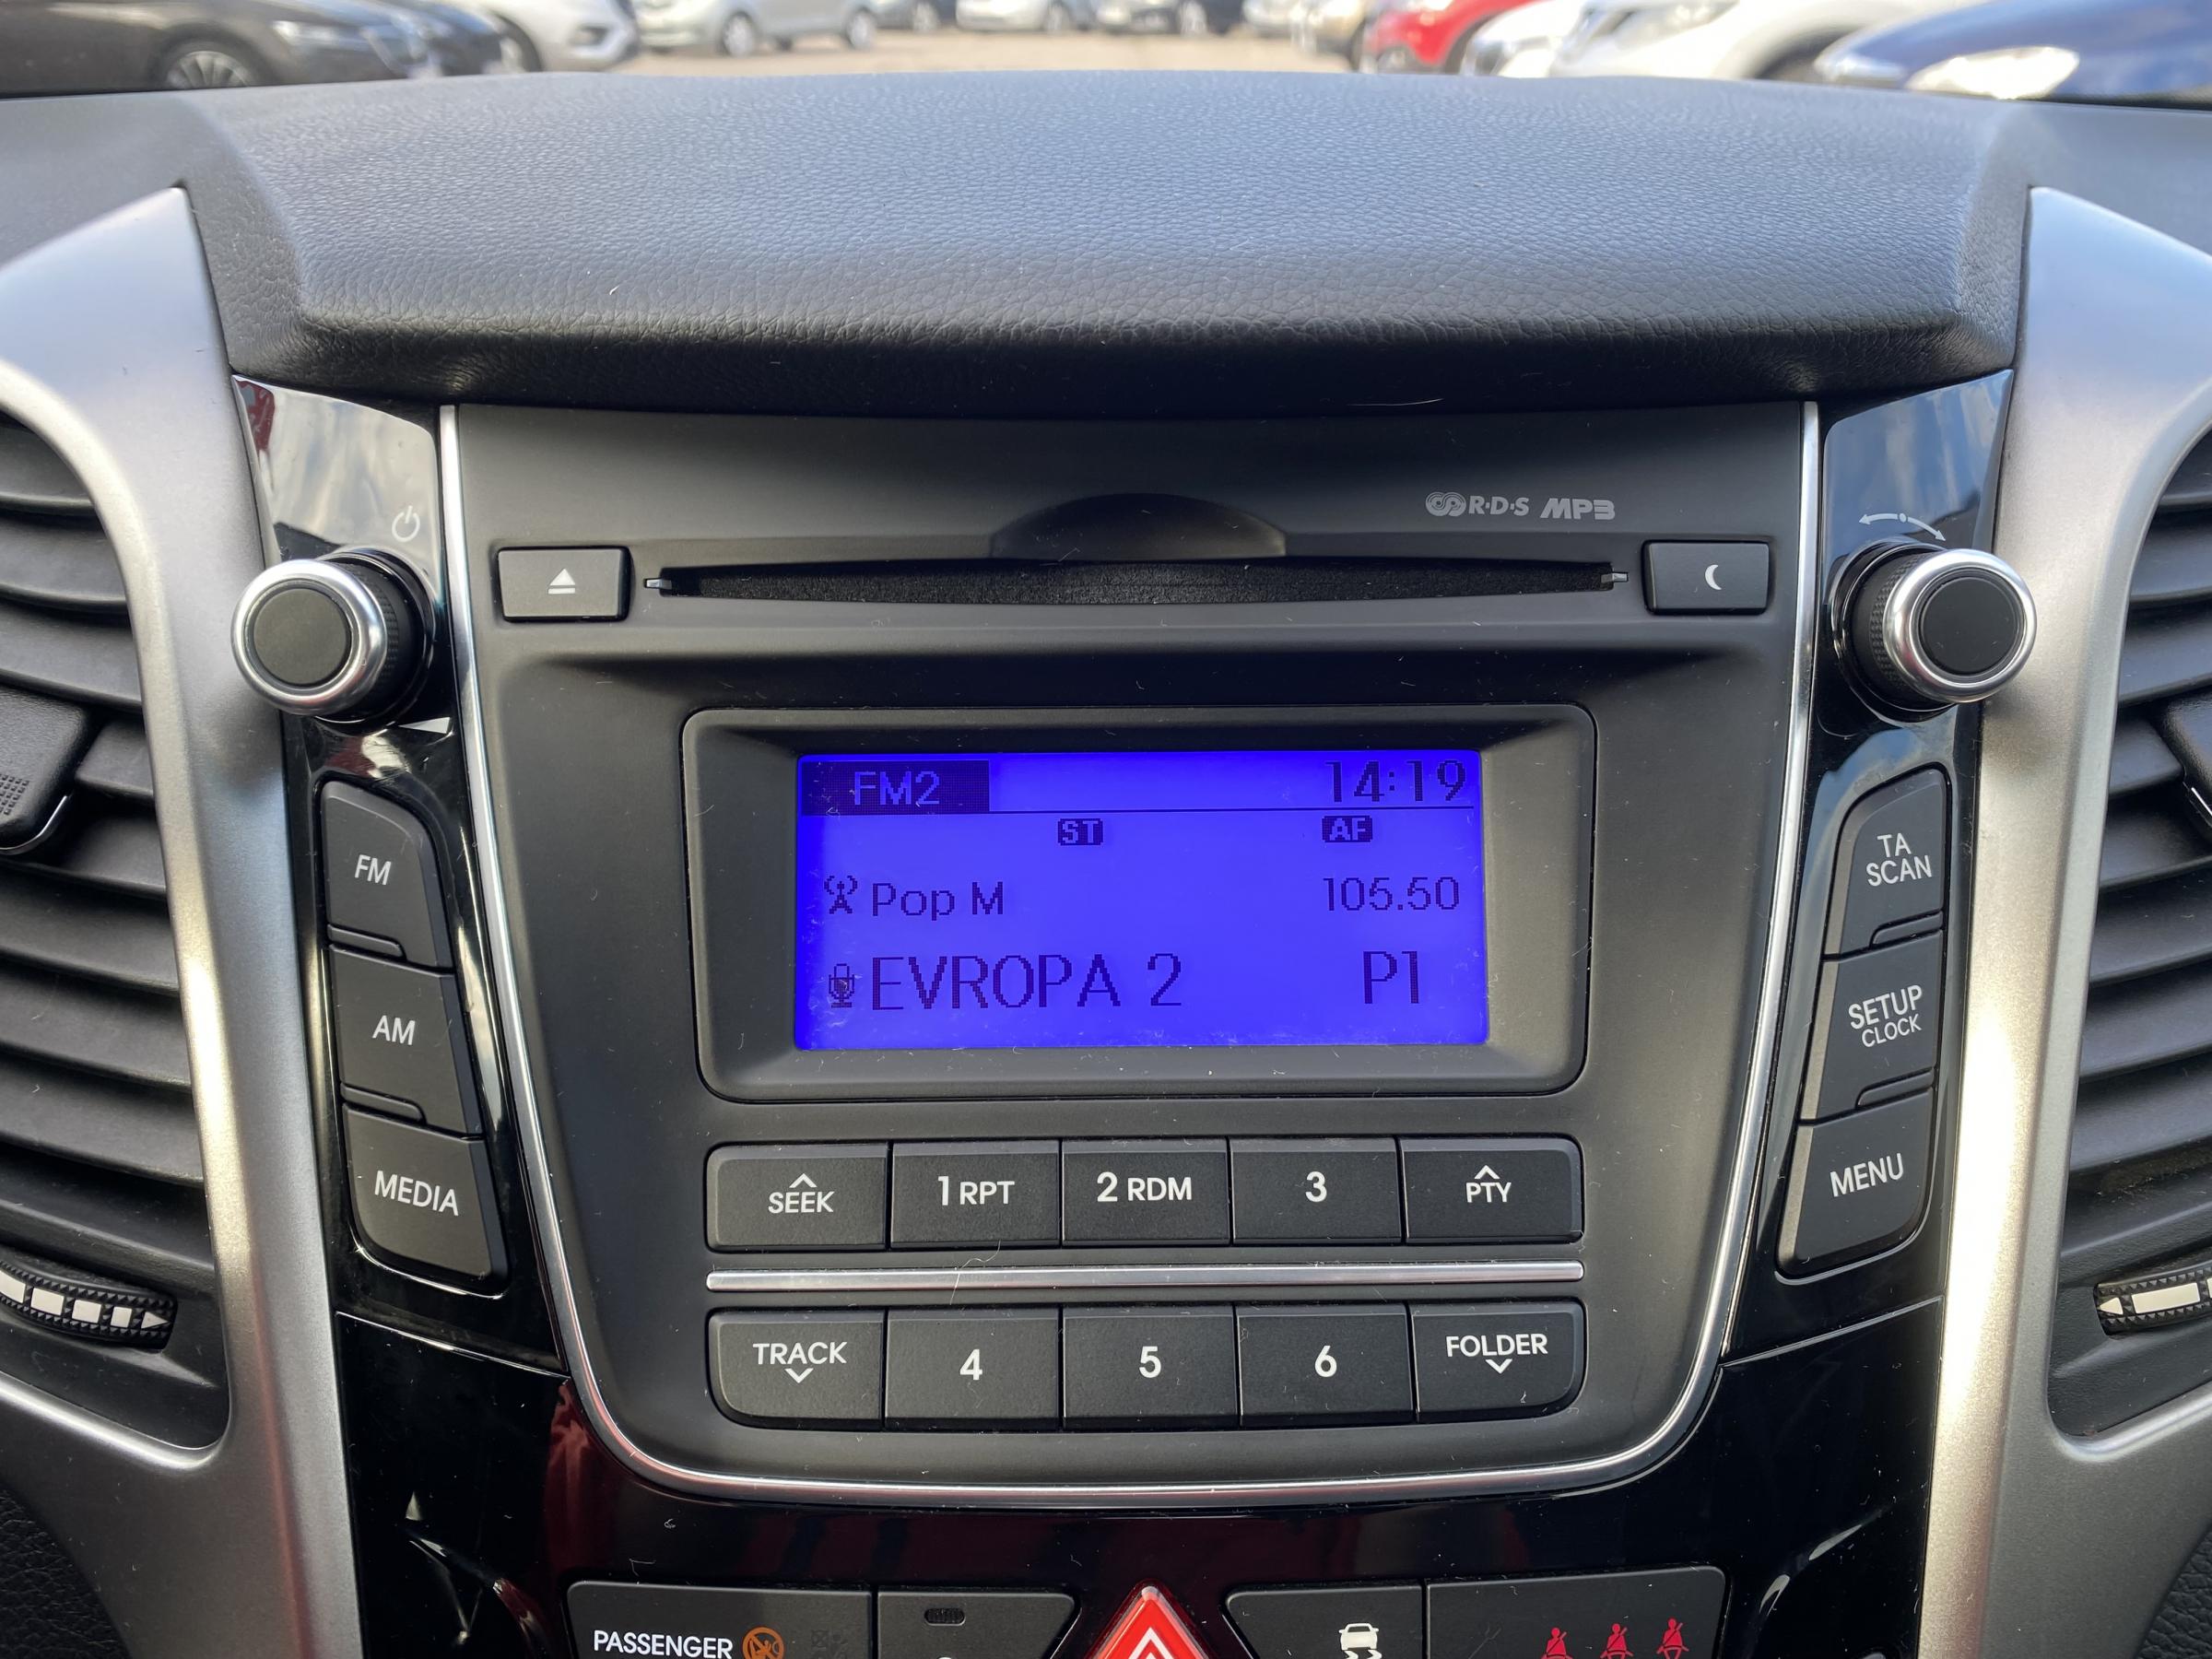 R·D·S MP3
FM2 14:19
ST AF
Pop M 105.50
EVROPA 2 P1
FM
AM
MEDIA
TA
SCAN
SETUP
CLOCK
MENU
SEEK 1 RPT 2 RDM 3 PTY
TRACK 4 5 6 FOLDER
PASSENGER